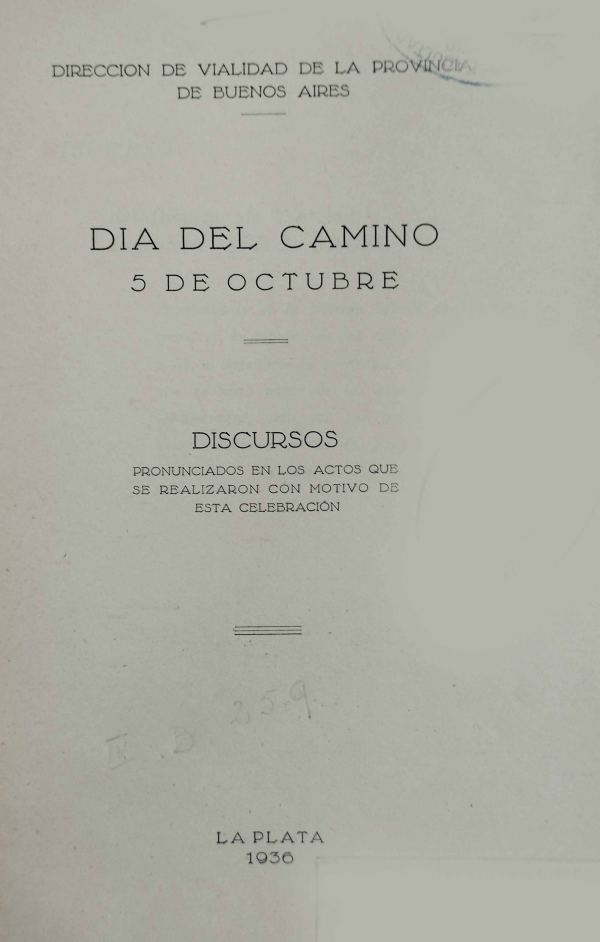 DIRECCION DE VIALIDAD DE LA PROVINCIA
DE BUENOS AIRES
DIA DEL CAMINO
5 DE OCTUBRE
DISCURSOS
PRONUNCIADOS EN LOS ACTOS QUE
SE REALIZARON CON MOTIVO DE
ESTA CELEBRACIÓN
259
LA PLATA
1936